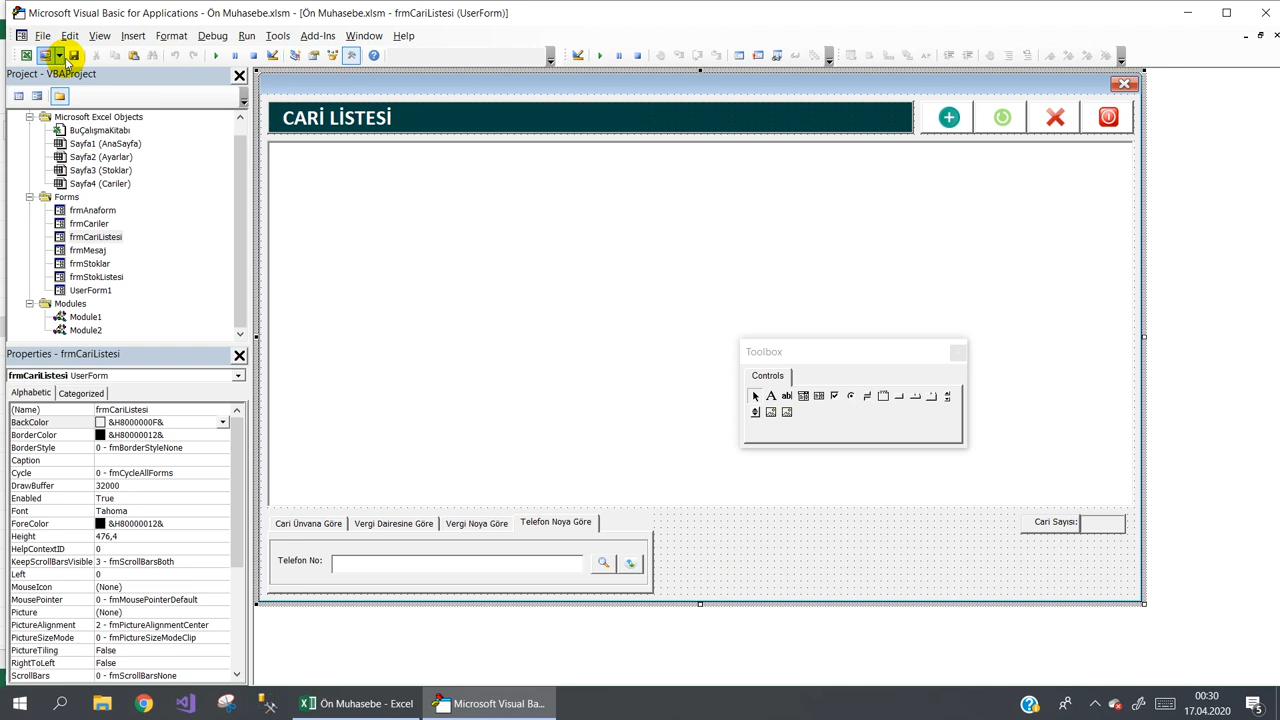 Microsoft Visual Basic for Applications - Ön Muhasebe.xlsm - [Ön Muhasebe.xlsm - frmCariListesi (UserForm)]
File Edit View Insert Format Debug Run Tools Add-Ins Window Help
Project - VBAProject
Microsoft Excel Objects
BuÇalışmaKitabı
Sayfa1 (AnaSayfa)
Sayfa2 (Ayarlar)
Sayfa3 (Stoklar)
Sayfa4 (Cariler)
Forms
frmAnaform
frmCariler
frmCariListesi
frmMesaj
frmStoklar
frmStokListesi
UserForm1
Modules
Module1
Module2
Properties - frmCariListesi
frmCariListesi UserForm
Alphabetic Categorized
(Name) frmCariListesi
BackColor &H8000000F&
BorderColor &H80000012&
BorderStyle 0 - fmBorderStyleNone
Caption
Cycle 0 - fmCycleAllForms
DrawBuffer 32000
Enabled True
Font Tahoma
ForeColor &H80000012&
Height 476,4
HelpContextID 0
KeepScrollBarsVisible 3 - fmScrollBarsBoth
Left 0
MouseIcon (None)
MousePointer 0 - fmMousePointerDefault
Picture (None)
PictureAlignment 2 - fmPictureAlignmentCenter
PictureSizeMode 0 - fmPictureSizeModeClip
PictureTiling False
RightToLeft False
ScrollBars 0 - fmScrollBarsNone
CARİ LİSTESİ
Toolbox
Controls
A ab|
Cari Ünvana Göre Vergi Dairesine Göre Vergi Noya Göre Telefon Noya Göre
Cari Sayısı:
Telefon No:
Ön Muhasebe - Excel
Microsoft Visual Ba...
00:30
17.04.2020
5